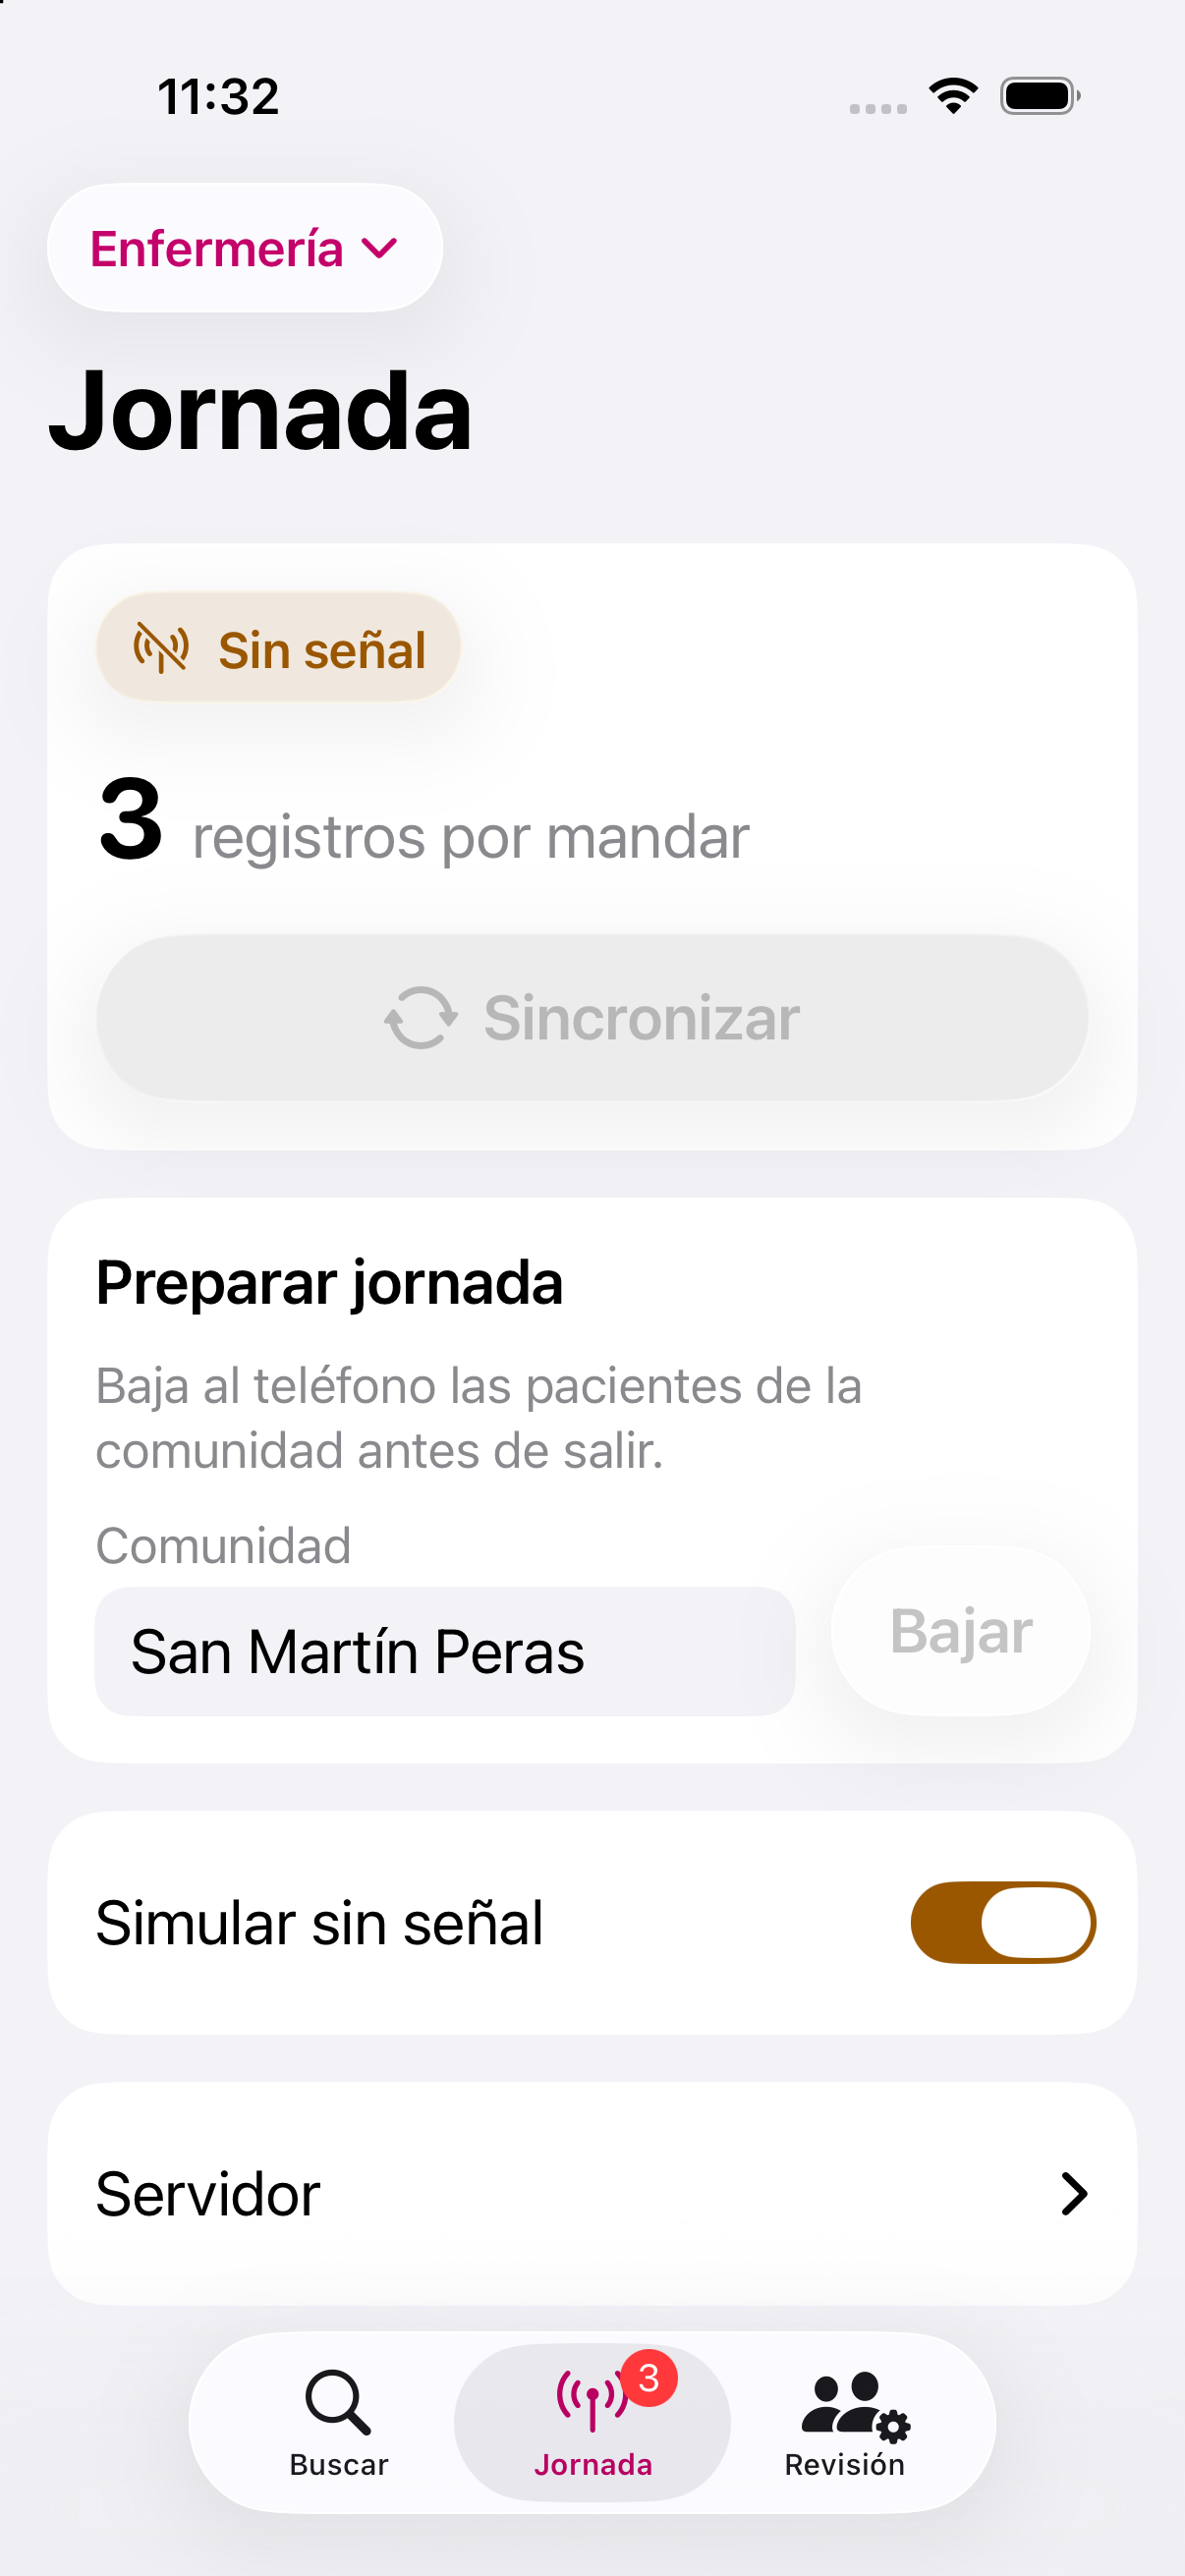 11:32
Enfermería
Jornada
Sin señal
3 registros por mandar
Sincronizar
Preparar jornada
Baja al teléfono las pacientes de la
comunidad antes de salir.
Comunidad
San Martín Peras
Bajar
Simular sin señal
Servidor
3
Buscar
Jornada
Revisión